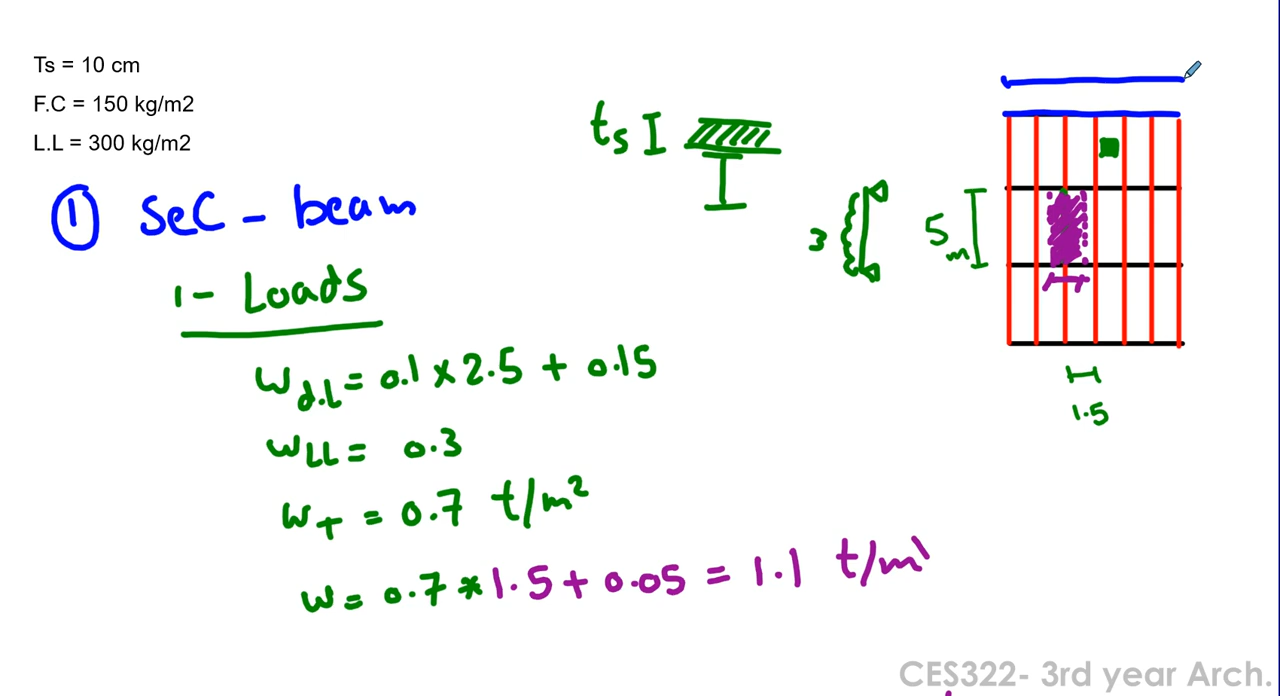 Ts = 10 cm
F.C = 150 kg/m2
L.L = 300 kg/m2
ts
① Sec - beam
3
5 m
1 - Loads
1.5
Wd.L = 0.1 × 2.5 + 0.15
WLL = 0.3
WT = 0.7 t/m²
W = 0.7 * 1.5 + 0.05 = 1.1 t/m'
CES322- 3rd year Arch.